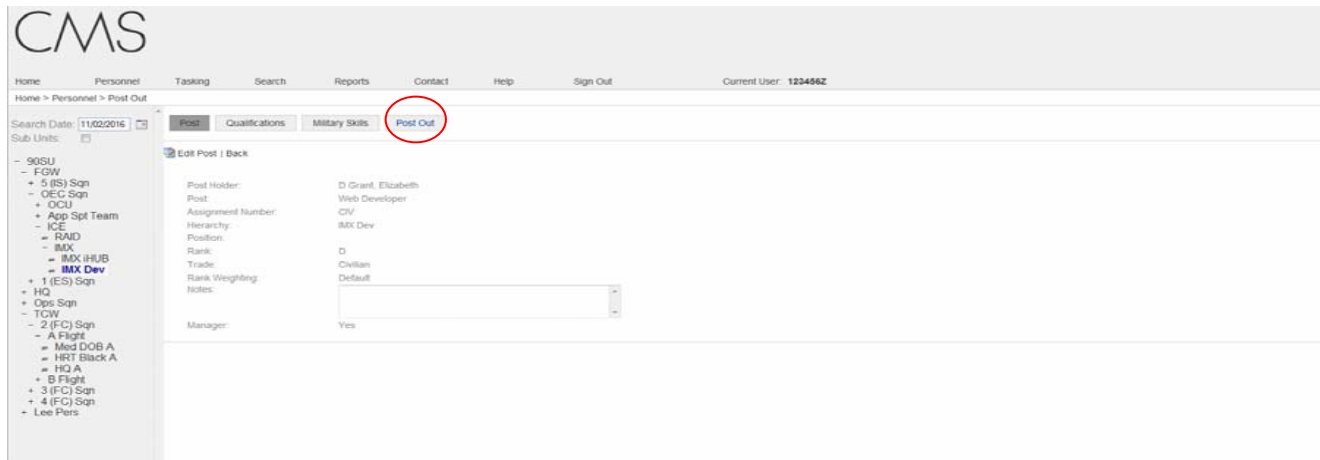 CMS
Home Personnel Tasking Search Reports Contact Help Sign Out Current User: 123456Z
Home > Personnel > Post Out
Search Date: 11/02/2016
Sub Units:
Post Qualifications Military Skills Post Out
Edit Post | Back
- 90SU
- FGW
+ 5 (IS) Sqn
- OEC Sqn
+ OCU
+ App Spt Team
- ICE
RAID
- IMX
IMX iHUB
IMX Dev
+ 1 (ES) Sqn
+ HQ
+ Ops Sqn
- TCW
- 2 (FC) Sqn
- A Flight
Med DOB A
HRT Black A
HQ A
+ B Flight
+ 3 (FC) Sqn
+ 4 (FC) Sqn
+ Lee Pers
Post Holder: D Grant, Elizabeth
Post: Web Developer
Assignment Number: CIV
Hierarchy: IMX Dev
Position:
Rank: D
Trade: Civilian
Rank Weighting: Default
Notes:
Manager: Yes